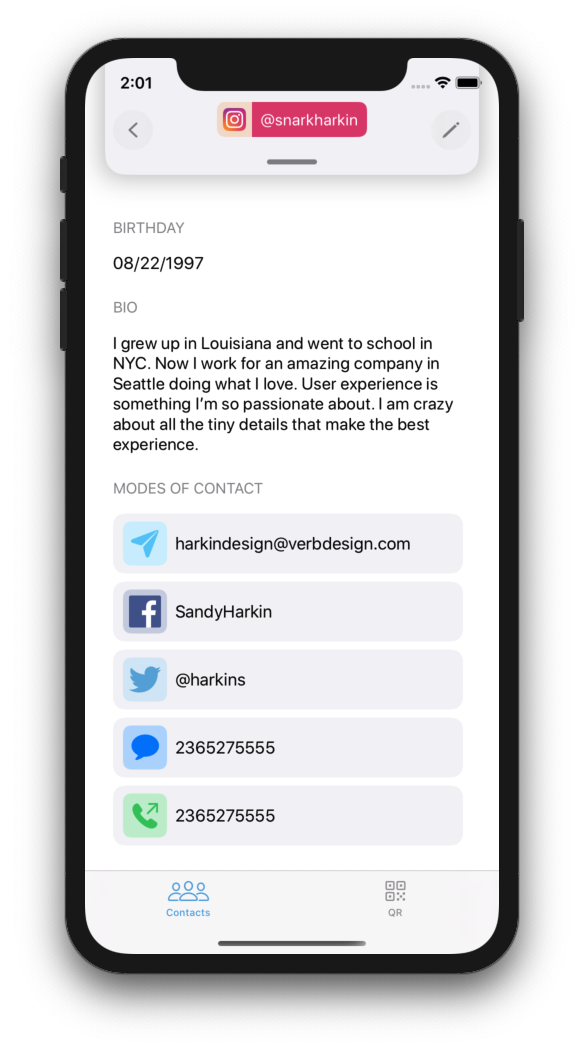 2:01
@snarkharkin
BIRTHDAY
08/22/1997
BIO
I grew up in Louisiana and went to school in
NYC. Now I work for an amazing company in
Seattle doing what I love. User experience is
something I’m so passionate about. I am crazy
about all the tiny details that make the best
experience.
MODES OF CONTACT
harkindesign@verbdesign.com
SandyHarkin
@harkins
2365275555
2365275555
Contacts
QR